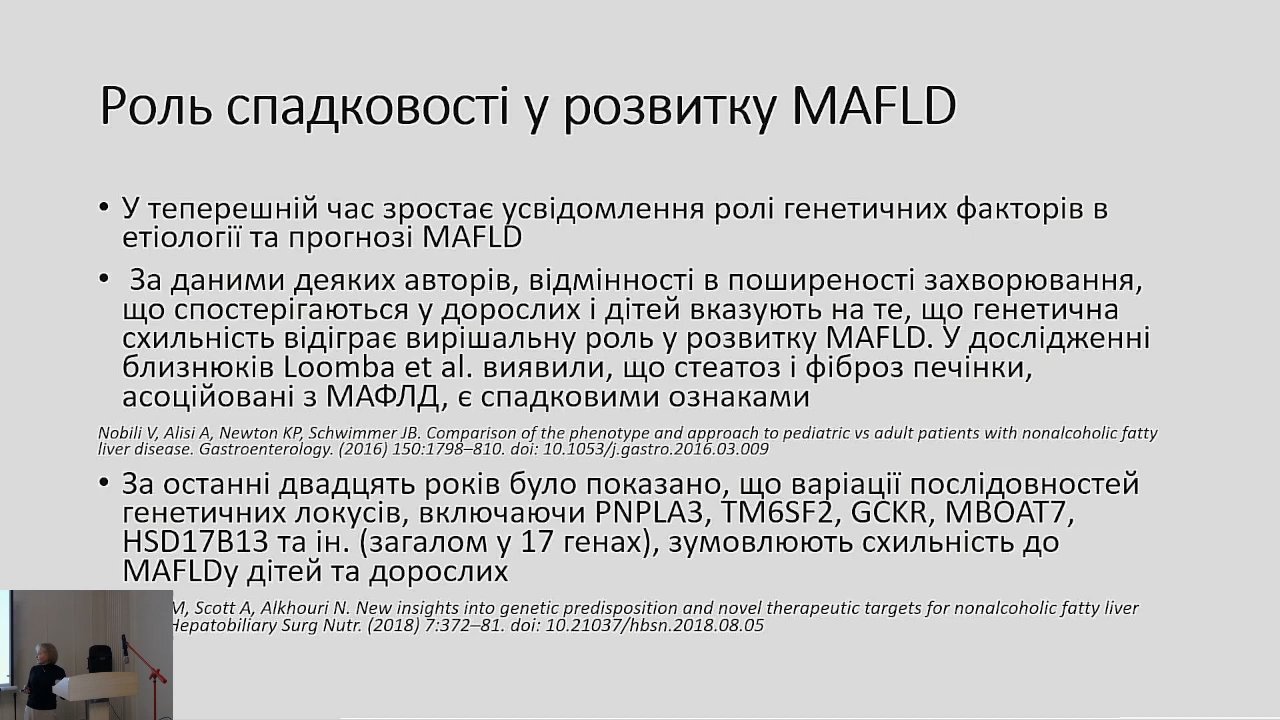 Роль спадковості у розвитку MAFLD
• У теперешній час зростає усвідомлення ролі генетичних факторів в
етіології та прогнозі MAFLD
• За даними деяких авторів, відмінності в поширеності захворювання,
що спостерігаються у дорослих і дітей вказують на те, що генетична
схильність відіграє вирішальну роль у розвитку MAFLD. У дослідженні
близнюків Loomba et al. виявили, що стеатоз і фіброз печінки,
асоційовані з МАФЛД, є спадковими ознаками
Nobili V, Alisi A, Newton KP, Schwimmer JB. Comparison of the phenotype and approach to pediatric vs adult patients with nonalcoholic fatty
liver disease. Gastroenterology. (2016) 150:1798–810. doi: 10.1053/j.gastro.2016.03.009
• За останні двадцять років було показано, що варіації послідовностей
генетичних локусів, включаючи PNPLA3, TM6SF2, GCKR, MBOAT7,
HSD17B13 та ін. (загалом у 17 генах), зумовлюють схильність до
MAFLDу дітей та дорослих
M, Scott A, Alkhouri N. New insights into genetic predisposition and novel therapeutic targets for nonalcoholic fatty liver
Hepatobiliary Surg Nutr. (2018) 7:372–81. doi: 10.21037/hbsn.2018.08.05